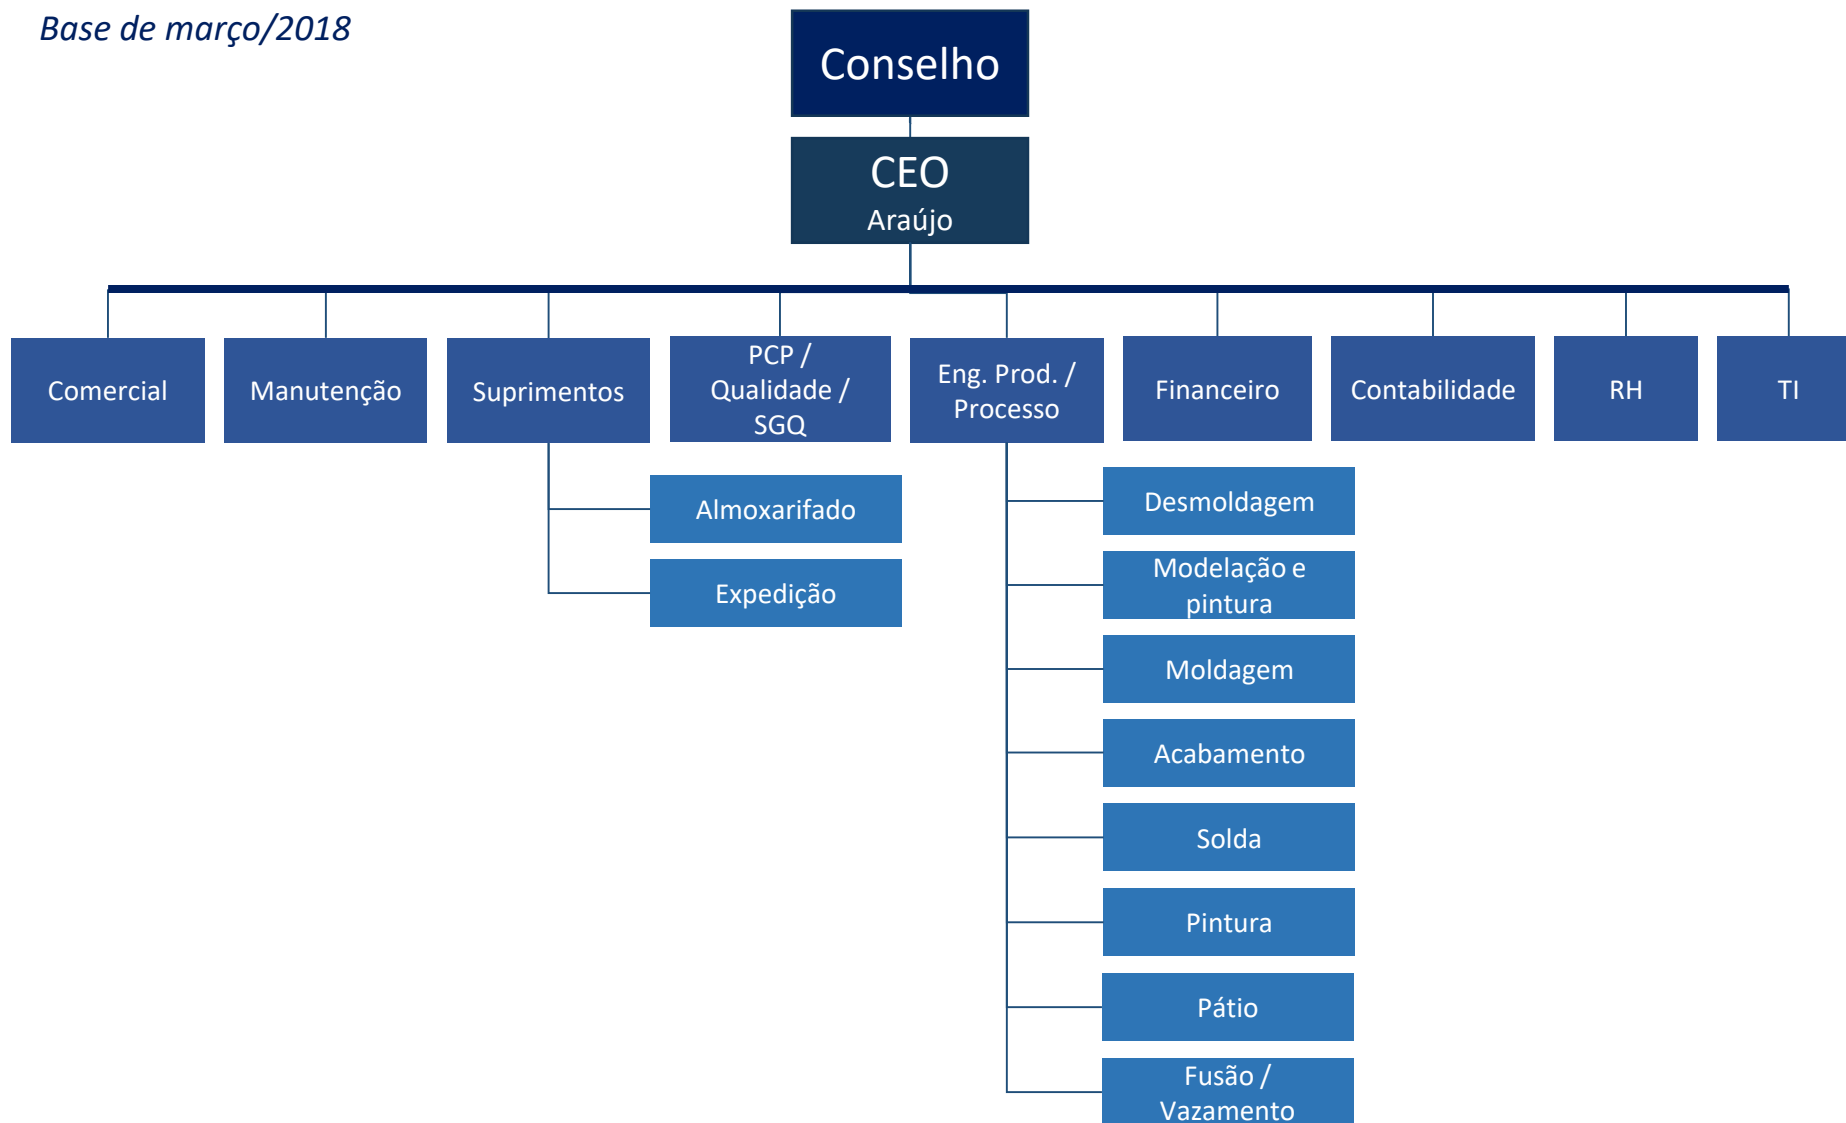 Base de março/2018
Conselho
CEO
Araújo
Comercial
Manutenção
Suprimentos
PCP /
Qualidade /
SGQ
Eng. Prod. /
Processo
Financeiro
Contabilidade
RH
TI
Almoxarifado
Expedição
Desmoldagem
Modelação e
pintura
Moldagem
Acabamento
Solda
Pintura
Pátio
Fusão /
Vazamento